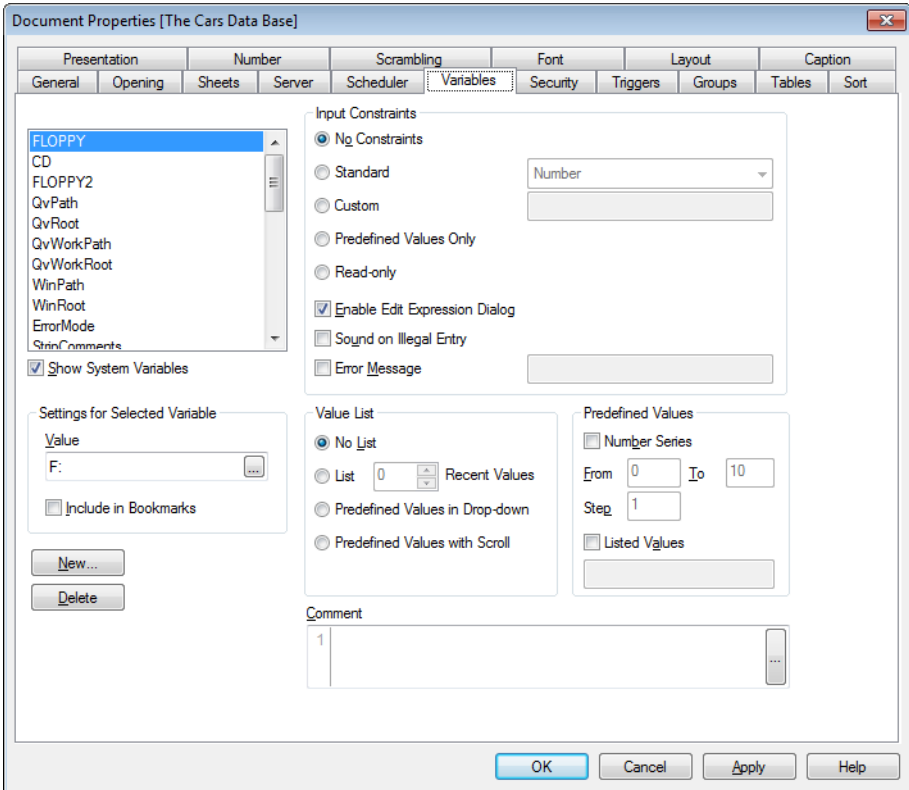 Document Properties [The Cars Data Base]
Presentation Number Scrambling Font Layout Caption
General Opening Sheets Server Scheduler Variables Security Triggers Groups Tables Sort
FLOPPY
CD
FLOPPY2
QvPath
QvRoot
QvWorkPath
QvWorkRoot
WinPath
WinRoot
ErrorMode
StripComments
Show System Variables
Input Constraints
No Constraints
Standard Number
Custom
Predefined Values Only
Read-only
Enable Edit Expression Dialog
Sound on Illegal Entry
Error Message
Settings for Selected Variable
Value
F: ...
Include in Bookmarks
New...
Delete
Value List
No List
List 0 Recent Values
Predefined Values in Drop-down
Predefined Values with Scroll
Predefined Values
Number Series
From 0 To 10
Step 1
Listed Values
Comment
1
...
OK Cancel Apply Help